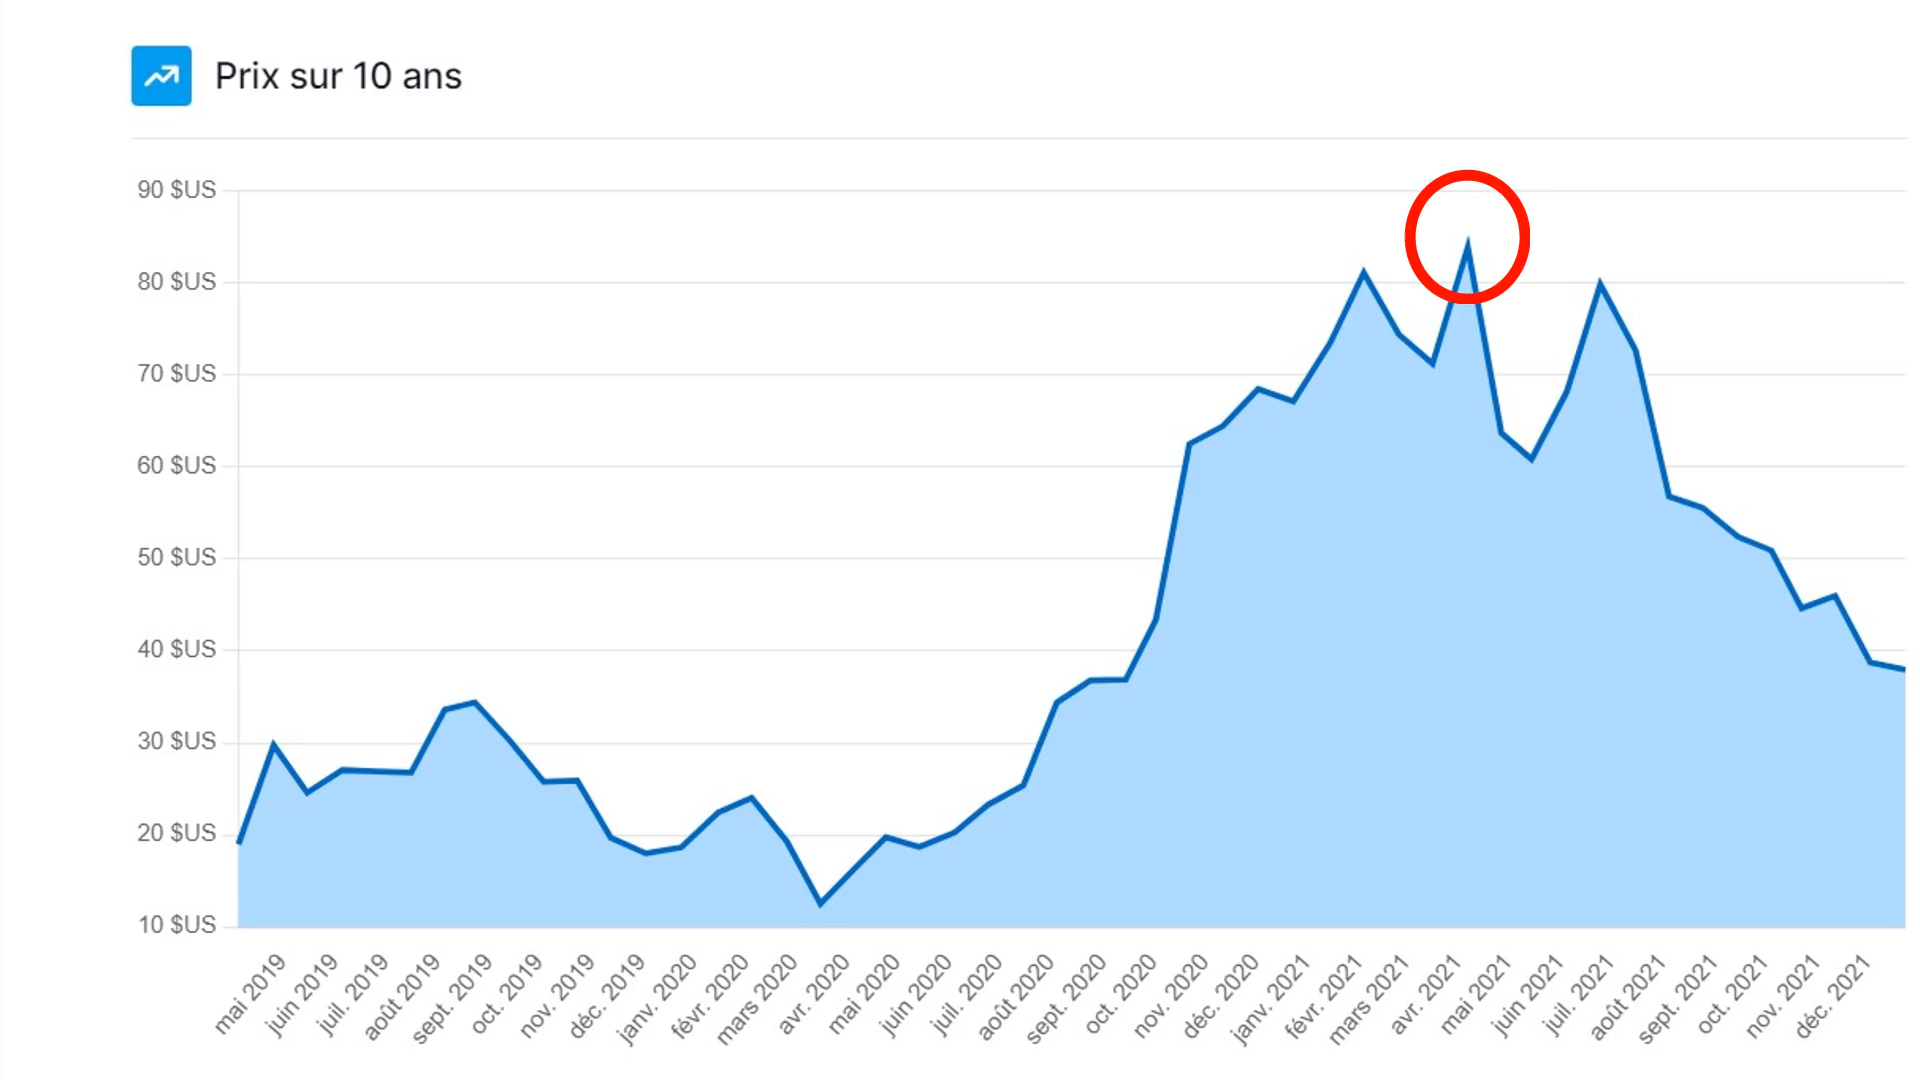 Prix sur 10 ans
90 $US
80 $US
70 $US
60 $US
50 $US
40 $US
30 $US
20 $US
10 $US
mai 2019
juin 2019
juil. 2019
août 2019
sept. 2019
oct. 2019
nov. 2019
déc. 2019
janv. 2020
févr. 2020
mars 2020
avr. 2020
mai 2020
juin 2020
juil. 2020
août 2020
sept. 2020
oct. 2020
nov. 2020
déc. 2020
janv. 2021
févr. 2021
mars 2021
avr. 2021
mai 2021
juin 2021
juil. 2021
août 2021
sept. 2021
oct. 2021
nov. 2021
déc. 2021